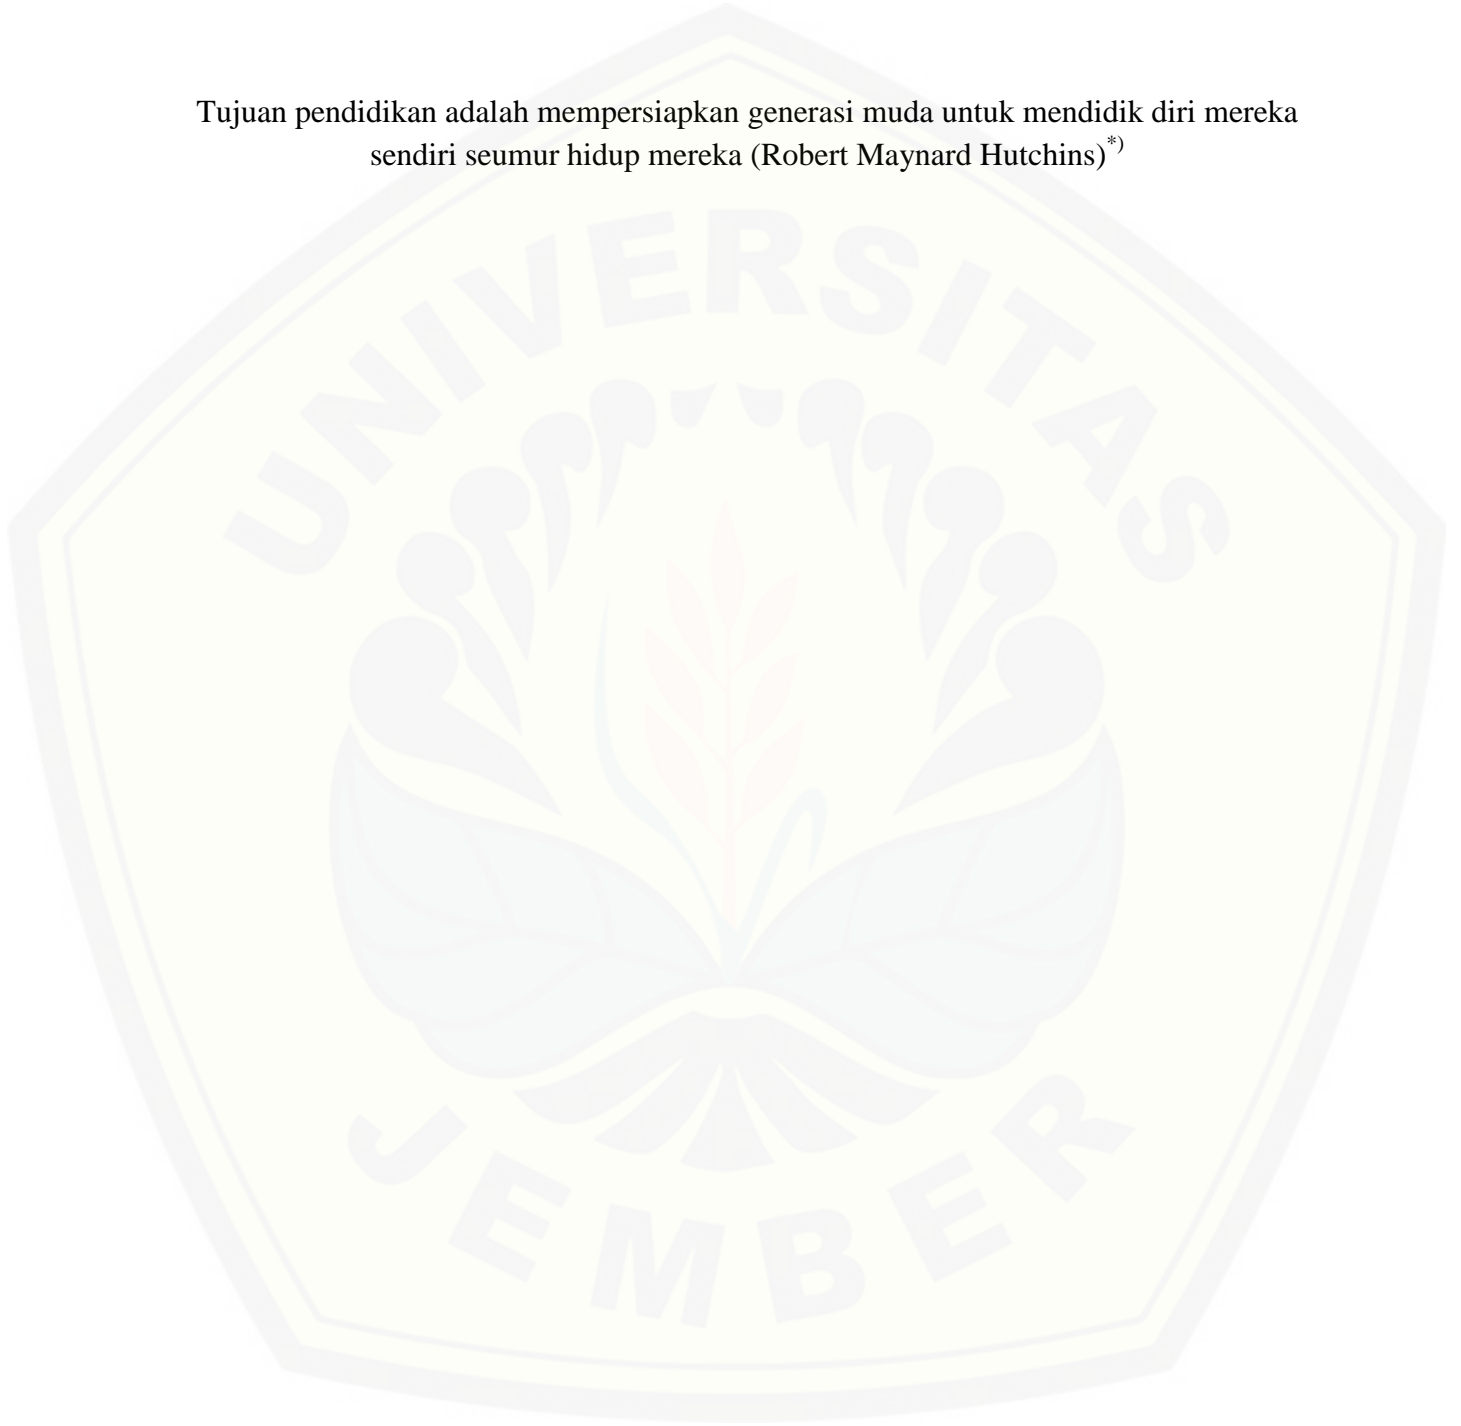 Tujuan pendidikan adalah mempersiapkan generasi muda untuk mendidik diri mereka
sendiri seumur hidup mereka (Robert Maynard Hutchins)*)
UNIVERSITAS
JEMBER